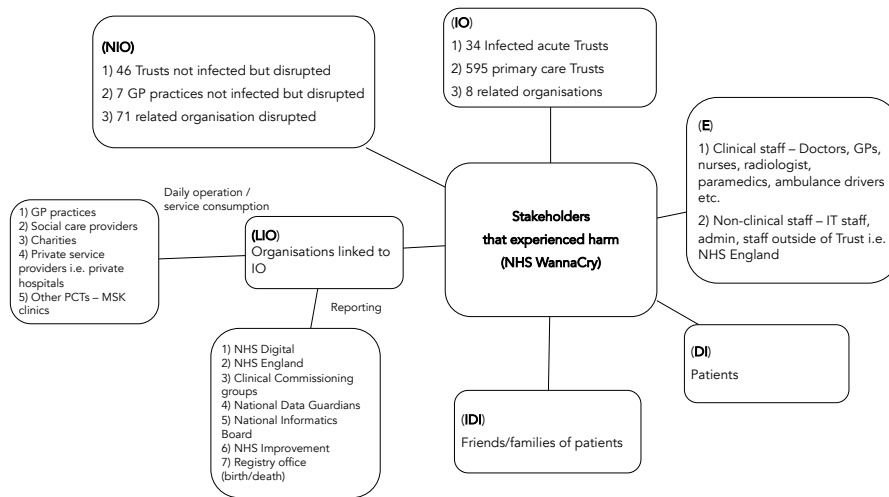 (NIO)
1) 46 Trusts not infected but disrupted
2) 7 GP practices not infected but disrupted
3) 71 related organisation disrupted
(IO)
1) 34 Infected acute Trusts
2) 595 primary care Trusts
3) 8 related organisations
(E)
1) Clinical staff – Doctors, GPs,
nurses, radiologist,
paramedics, ambulance drivers
etc.
2) Non-clinical staff – IT staff,
admin, staff outside of Trust i.e.
NHS England
Stakeholders
that experienced harm
(NHS WannaCry)
Daily operation /
service consumption
(LIO)
Organisations linked to
IO
1) GP practices
2) Social care providers
3) Charities
4) Private service
providers i.e. private
hospitals
5) Other PCTs – MSK
clinics
Reporting
1) NHS Digital
2) NHS England
3) Clinical Commissioning
groups
4) National Data Guardians
5) National Informatics
Board
6) NHS Improvement
7) Registry office
(birth/death)
(DI)
Patients
(IDI)
Friends/families of patients